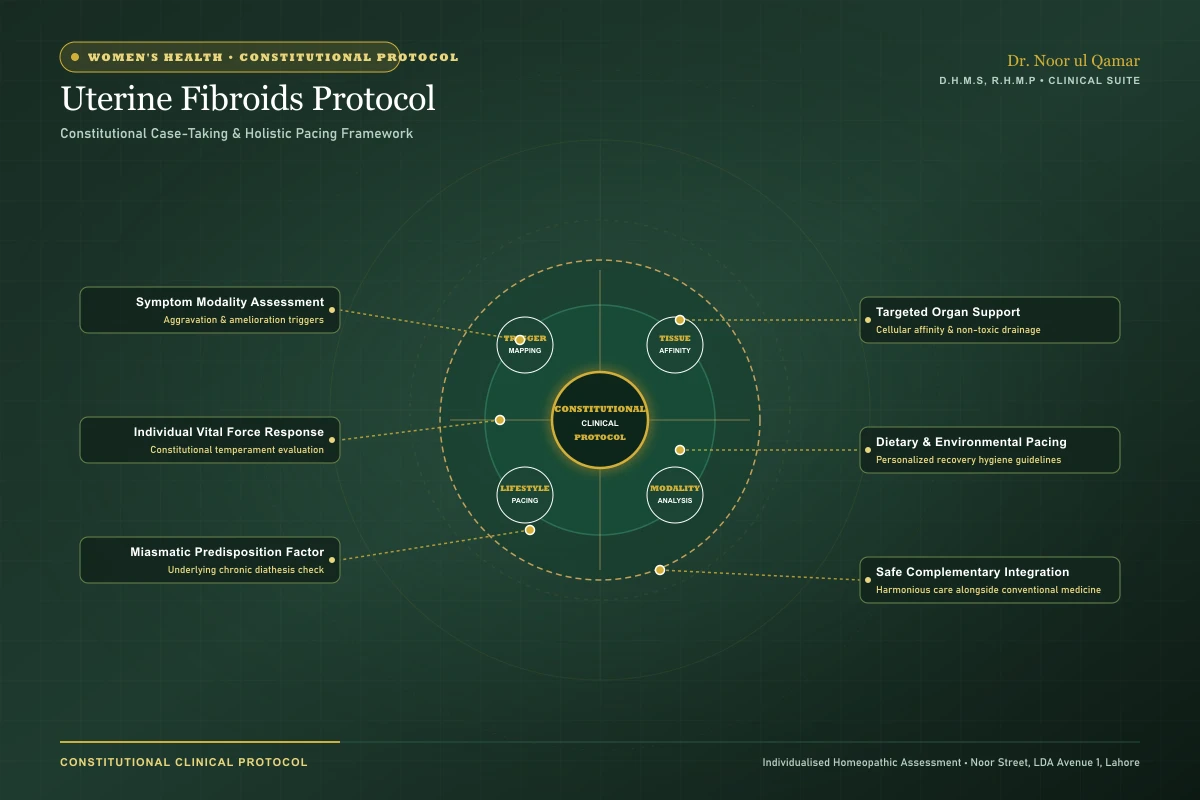 WOMEN'S HEALTH • CONSTITUTIONAL PROTOCOL
Uterine Fibroids Protocol
Constitutional Case-Taking & Holistic Pacing Framework
Dr. Noor ul Qamar
D.H.M.S, R.H.M.P • CLINICAL SUITE
Symptom Modality Assessment
Aggravation & amelioration triggers
Individual Vital Force Response
Constitutional temperament evaluation
Miasmatic Predisposition Factor
Underlying chronic diathesis check
MAPPING
TISSUE
AFFINITY
CONSTITUTIONAL
CLINICAL
PROTOCOL
LIFESTYLE
PACING
MODALITY
ANALYSIS
Targeted Organ Support
Cellular affinity & non-toxic drainage
Dietary & Environmental Pacing
Personalized recovery hygiene guidelines
Safe Complementary Integration
Harmonious care alongside conventional medicine
CONSTITUTIONAL CLINICAL PROTOCOL
Individualised Homeopathic Assessment • Noor Street, LDA Avenue 1, Lahore